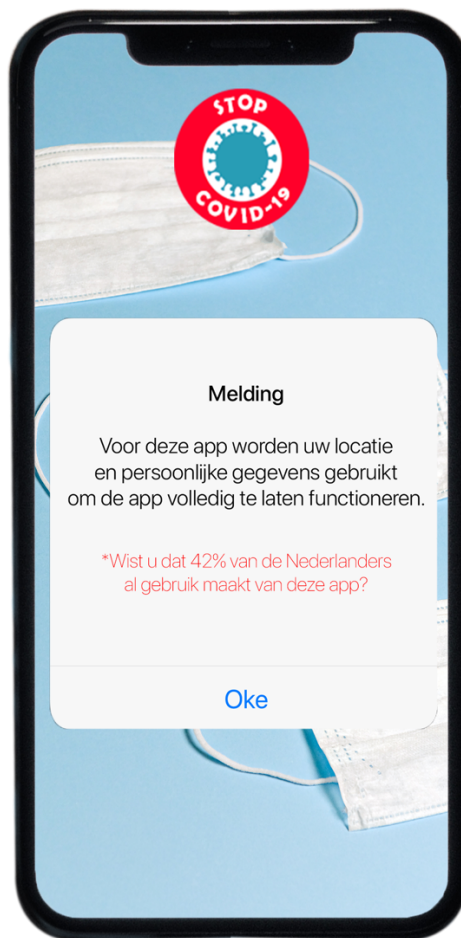 STOP
COVID-19
Melding
Voor deze app worden uw locatie
en persoonlijke gegevens gebruikt
om de app volledig te laten functioneren.
*Wist u dat 42% van de Nederlanders
al gebruik maakt van deze app?
Oke